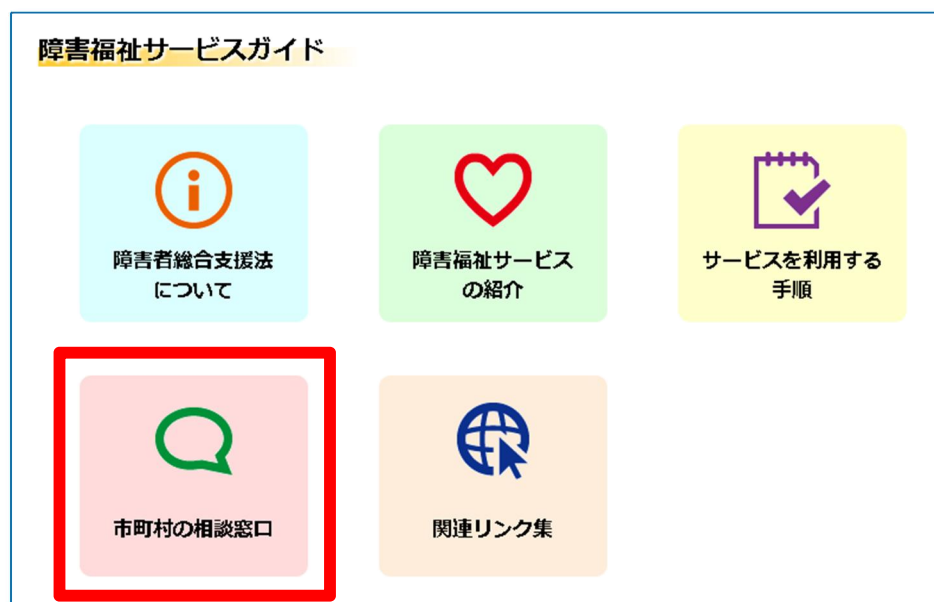 障害福祉サービスガイド
障害者総合支援法
について
障害福祉サービス
の紹介
サービスを利用する
手順
市町村の相談窓口
関連リンク集